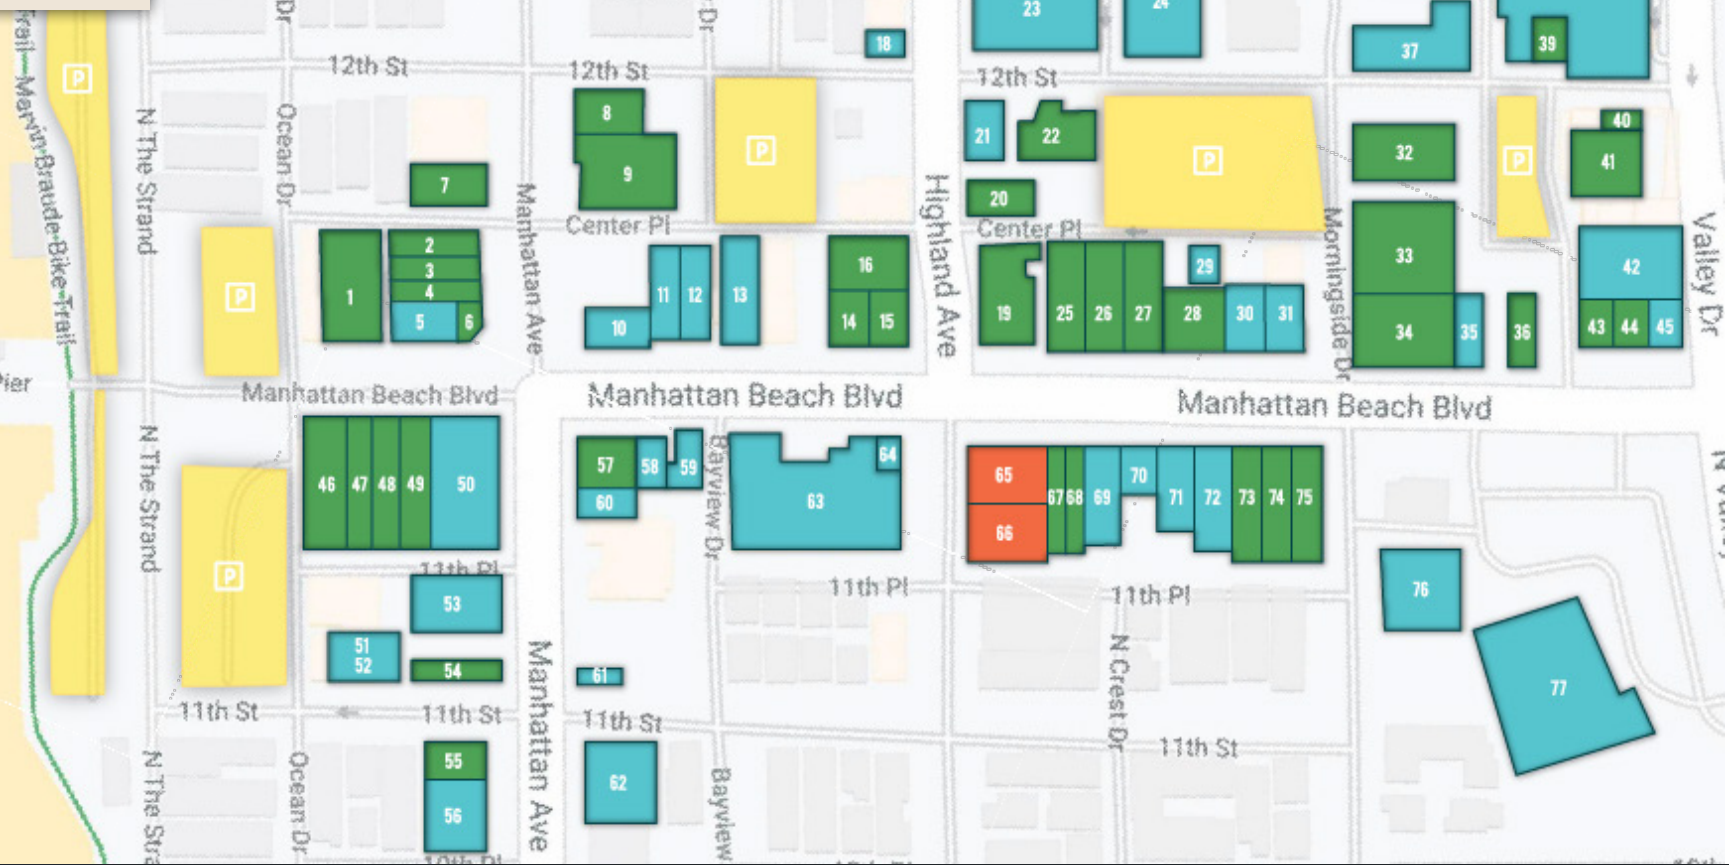 Dr
Dr
23
24
39
37
18
12th St
12th St
12th St
P
Trail
Marvin Braude Bike Trail
N The Strand
Ocean Dr
8
9
P
21
22
P
32
P
40
41
7
20
Manhattan Ave
Center Pl
Highland Ave
Center Pl
Morningside Dr
Valley Dr
P
1
2
3
4
5
6
10
11
12
13
16
14
15
19
25
26
27
28
29
30
31
33
34
35
36
42
43
44
45
Pier
Manhattan Beach Blvd
Manhattan Beach Blvd
Manhattan Beach Blvd
N The Strand
46
47
48
49
50
57
58
59
60
Bayview Dr
63
64
65
66
67
68
69
70
71
72
73
74
75
P
11th Pl
11th Pl
11th Pl
53
51
52
54
61
76
77
Manhattan Ave
N Crest Dr
11th St
11th St
11th St
11th St
N The Stra
Ocean Dr
55
56
62
Bayview
10th Pl